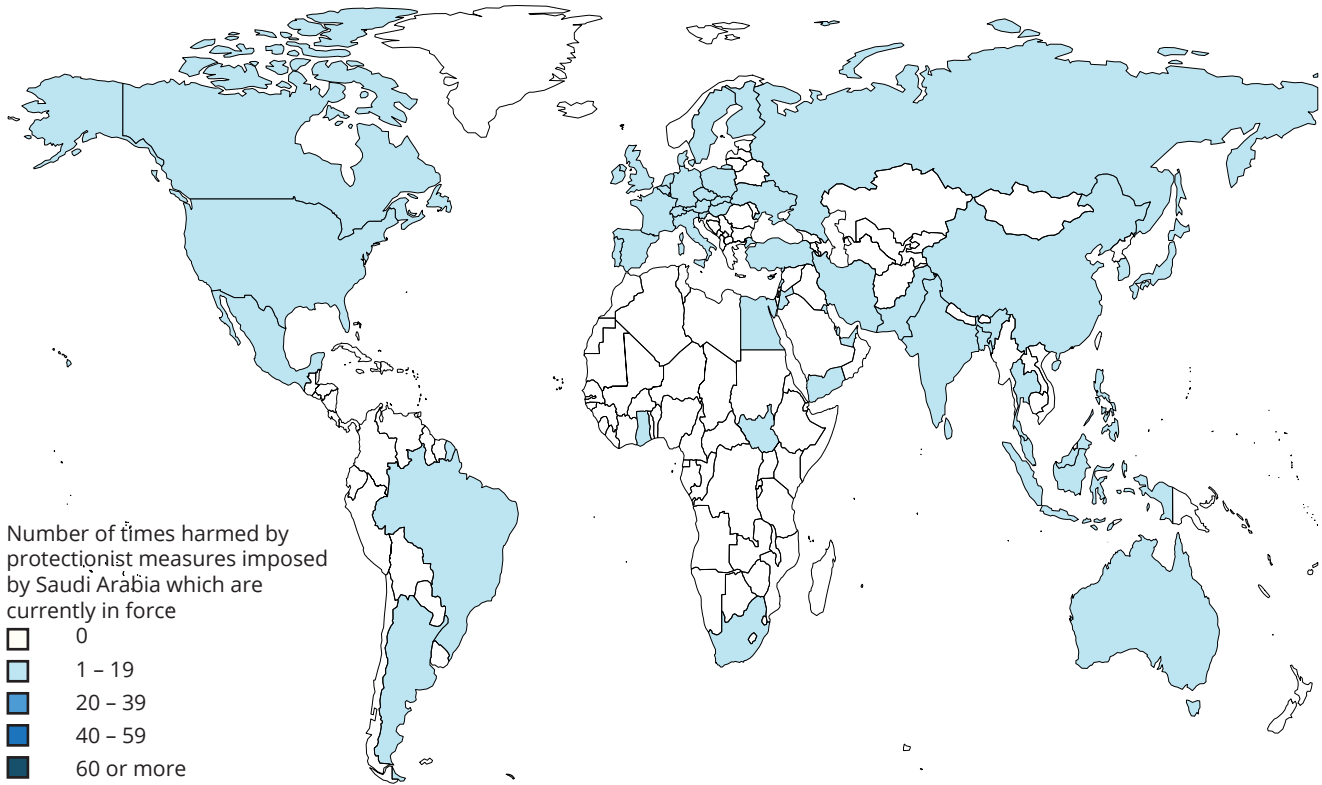 Number of times harmed by
protectionist measures imposed
by Saudi Arabia which are
currently in force
0
1 – 19
20 – 39
40 – 59
60 or more